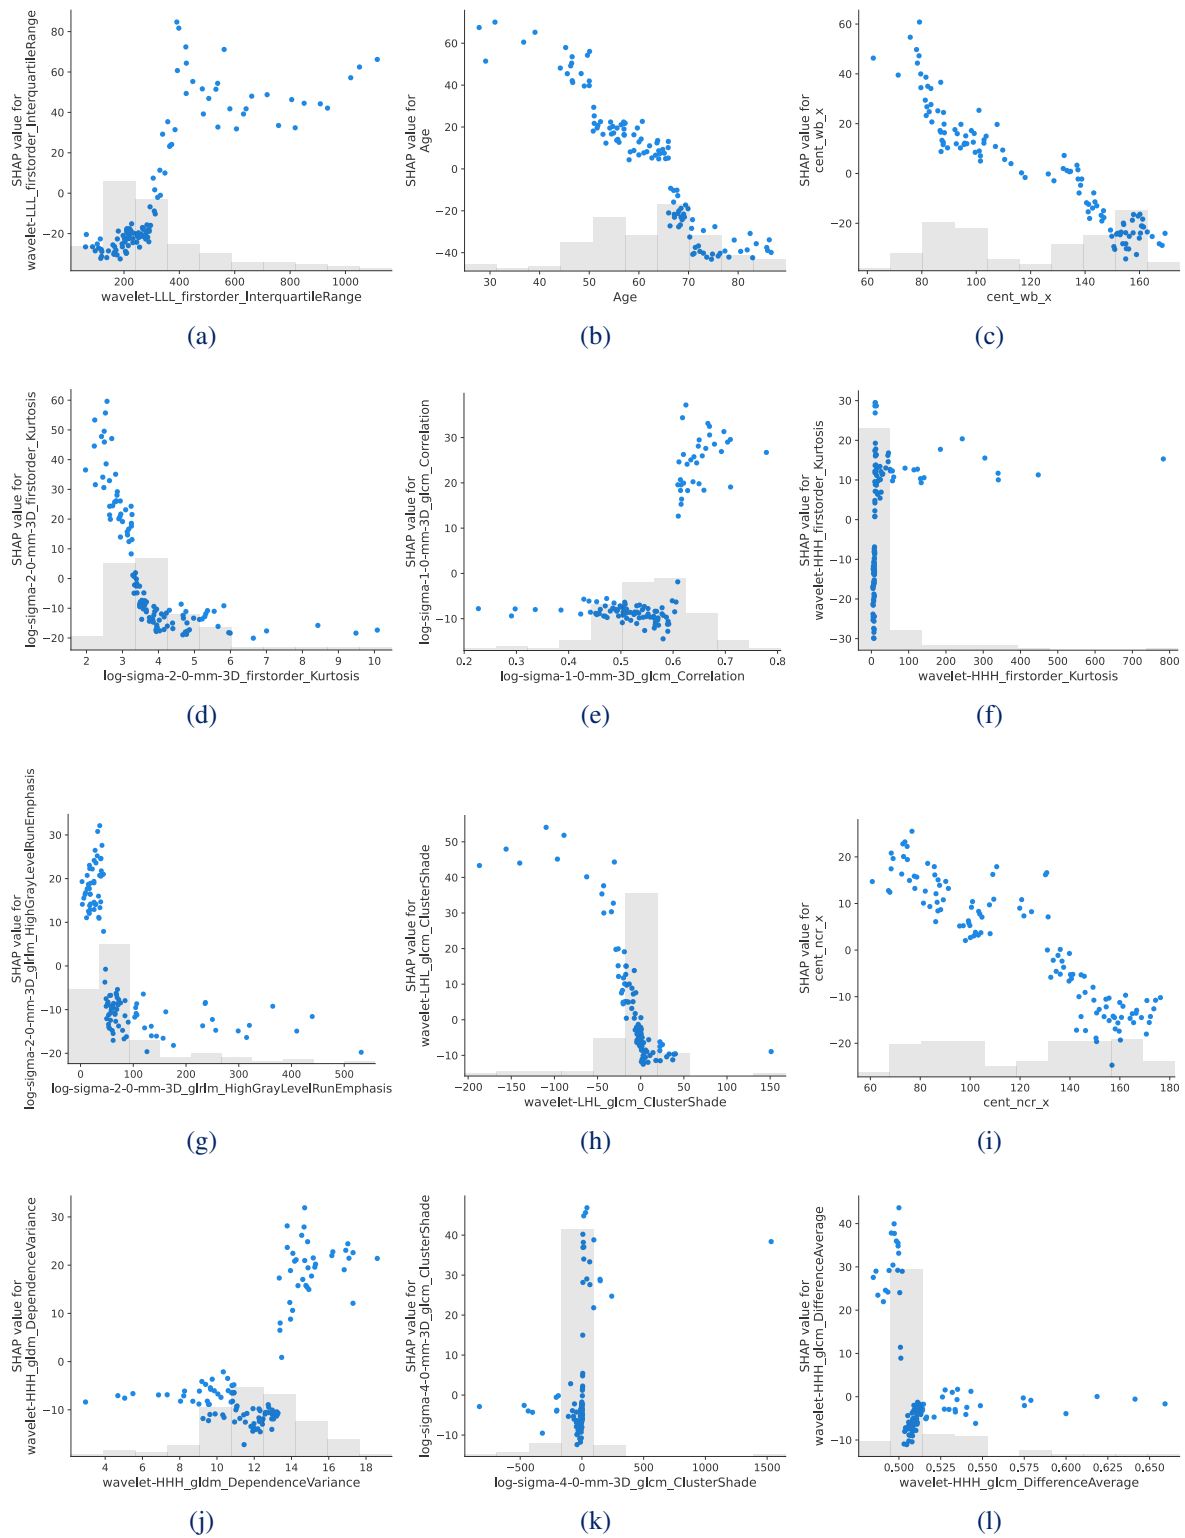 SHAP value for
wavelet-LLL_firstorder_InterquartileRange
80
60
40
20
0
−20
200 400 600 800 1000
wavelet-LLL_firstorder_InterquartileRange
(a)
SHAP value for
Age
60
40
20
0
−20
−40
30 40 50 60 70 80
Age
(b)
SHAP value for
cent_wb_x
60
40
20
0
−20
60 80 100 120 140 160
cent_wb_x
(c)
SHAP value for
log-sigma-2-0-mm-3D_firstorder_Kurtosis
60
50
40
30
20
10
0
−10
−20
2 3 4 5 6 7 8 9 10
log-sigma-2-0-mm-3D_firstorder_Kurtosis
(d)
SHAP value for
log-sigma-1-0-mm-3D_glcm_Correlation
30
20
10
0
−10
0.2 0.3 0.4 0.5 0.6 0.7 0.8
log-sigma-1-0-mm-3D_glcm_Correlation
(e)
SHAP value for
wavelet-HHH_firstorder_Kurtosis
30
20
10
0
−10
−20
−30
0 100 200 300 400 500 600 700 800
wavelet-HHH_firstorder_Kurtosis
(f)
SHAP value for
log-sigma-2-0-mm-3D_glrlm_HighGrayLevelRunEmphasis
30
20
10
0
−10
−20
0 100 200 300 400 500
log-sigma-2-0-mm-3D_glrlm_HighGrayLevelRunEmphasis
(g)
SHAP value for
wavelet-LHL_glcm_ClusterShade
50
40
30
20
10
0
−10
−200 −150 −100 −50 0 50 100 150
wavelet-LHL_glcm_ClusterShade
(h)
SHAP value for
cent_ncr_x
20
10
0
−10
−20
60 80 100 120 140 160 180
cent_ncr_x
(i)
SHAP value for
wavelet-HHH_gldm_DependenceVariance
30
20
10
0
−10
4 6 8 10 12 14 16 18
wavelet-HHH_gldm_DependenceVariance
(j)
SHAP value for
log-sigma-4-0-mm-3D_glcm_ClusterShade
40
30
20
10
0
−10
−500 0 500 1000 1500
log-sigma-4-0-mm-3D_glcm_ClusterShade
(k)
SHAP value for
wavelet-HHH_glcm_DifferenceAverage
40
30
20
10
0
−10
0.500 0.525 0.550 0.575 0.600 0.625 0.650
wavelet-HHH_glcm_DifferenceAverage
(l)